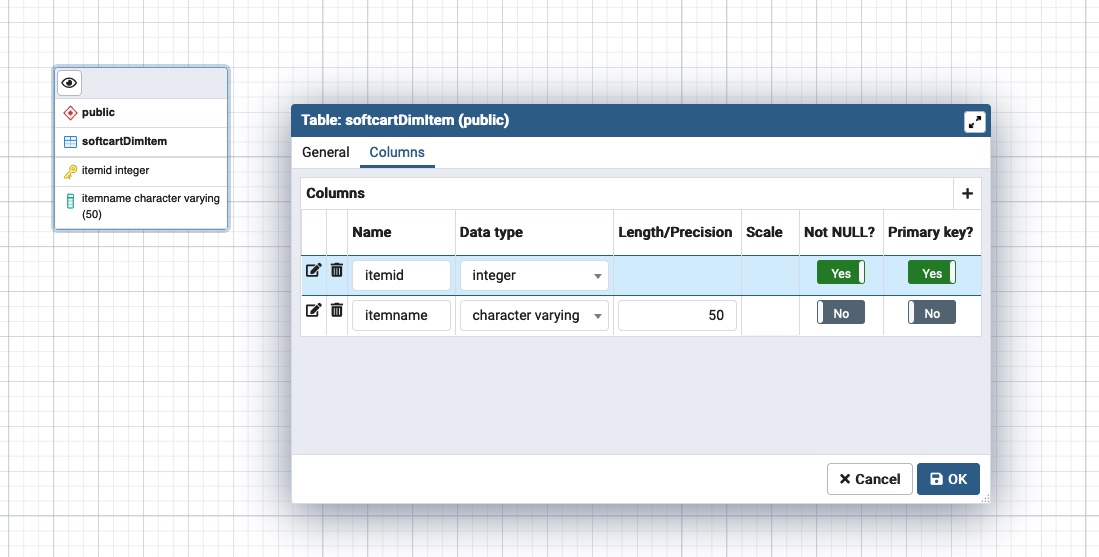 public
softcartDimItem
itemid integer
itemname character varying
(50)
Table: softcartDimItem (public)
General Columns
Columns
Name Data type Length/Precision Scale Not NULL? Primary key?
itemid integer Yes Yes
itemname character varying 50 No No
Cancel OK